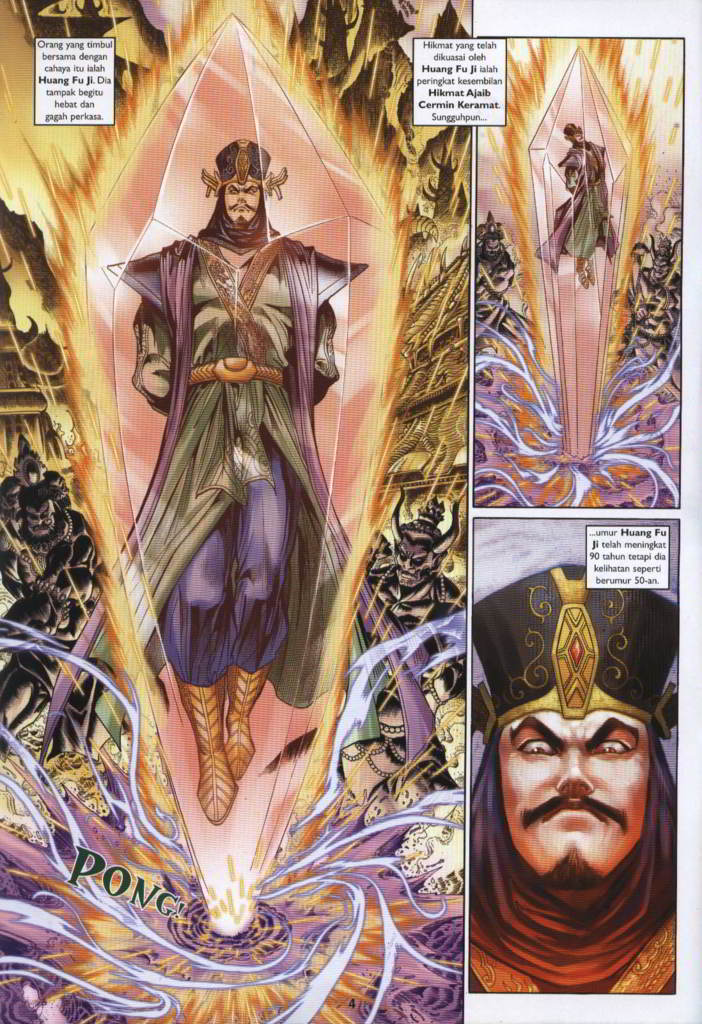 Orang yang timbul
bersama dengan
cahaya itu ialah
Huang Fu Ji. Dia
tampak begitu
hebat dan
gagah perkasa.
Hikmat yang telah
dikuasai oleh
Huang Fu Ji ialah
peringkat kesembilan
Hikmat Ajaib
Cermin Keramat.
Sungguhpun...
...umur Huang Fu
Ji telah meningkat
90 tahun tetapi dia
kelihatan seperti
berumur 50-an.
PONG!
4